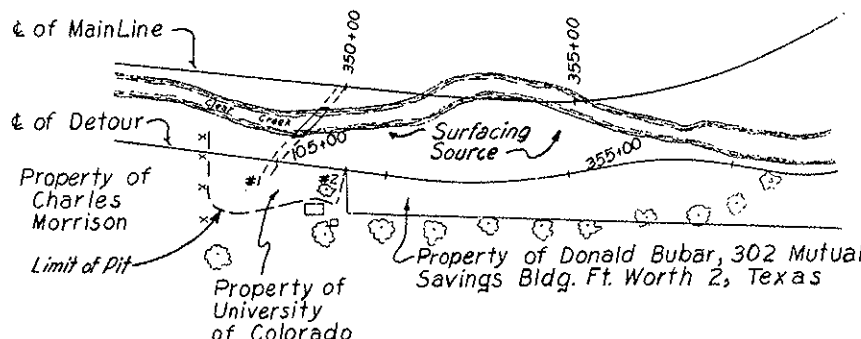 ℄ of MainLine
350+00
355+00
Clear Creek
℄ of Detour
105+00
Surfacing
Source
355+00
#1
#2
Property of
Charles
Morrison
Limit of Pit
Property of
University
of Colorado
Property of Donald Bubar, 302 Mutual
Savings Bldg. Ft. Worth 2, Texas